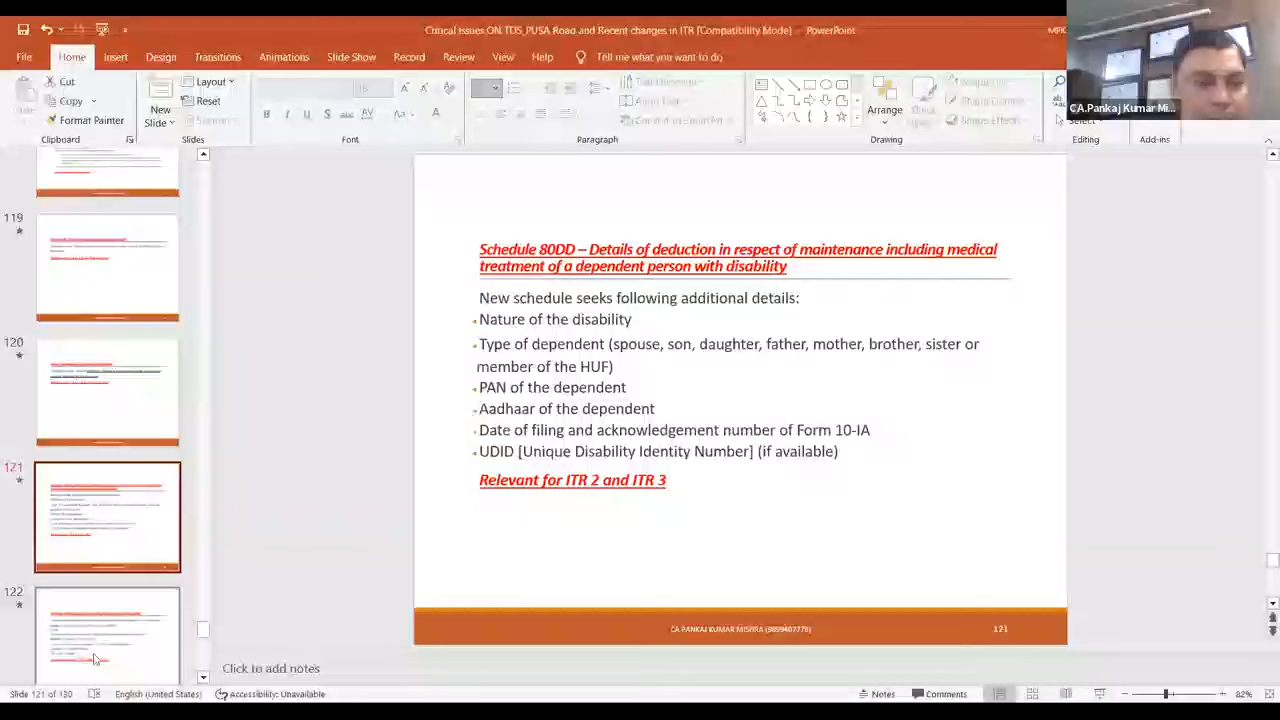 Critical Issues ON TDS_PUSA Road and Recent changes in ITR [Compatibility Mode] - PowerPoint
MPK
File
Home
Insert
Design
Transitions
Slide Show
Record
Review
View
Help
Tell me what you want to do
Cut
Copy
Format Painter
Clipboard
New
Slide
Layout
Reset
Slides
Font
Paragraph
Arrange
Drawing
Editing
Add-ins
CA.Pankaj Kumar Mi...
119
120
121
122
Schedule 80DD – Details of deduction in respect of maintenance including medical
treatment of a dependent person with disability
New schedule seeks following additional details:
Nature of the disability
Type of dependent (spouse, son, daughter, father, mother, brother, sister or
member of the HUF)
PAN of the dependent
Aadhaar of the dependent
Date of filing and acknowledgement number of Form 10-IA
UDID [Unique Disability Identity Number] (if available)
Relevant for ITR 2 and ITR 3
CA PANKAJ KUMAR MISHRA (9899407778)
121
Click to add notes
Slide 121 of 130
English (United States)
Accessibility: Unavailable
Notes
Comments
82%